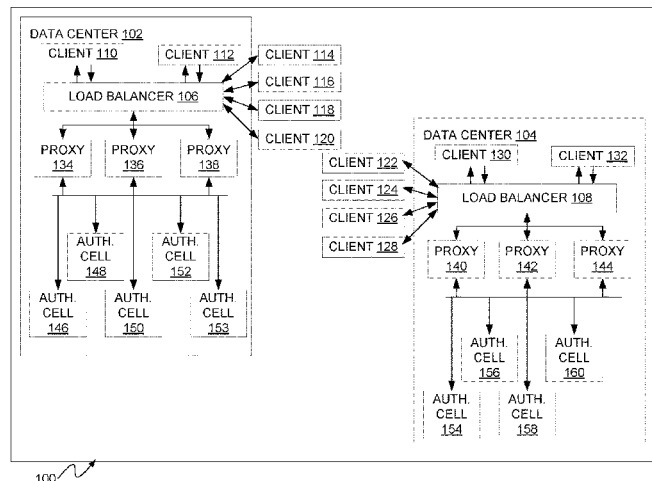 DATA CENTER 102
CLIENT 110
CLIENT 112
CLIENT 114
CLIENT 116
CLIENT 118
CLIENT 120
LOAD BALANCER 106
PROXY 134
PROXY 136
PROXY 138
AUTH. CELL 148
AUTH. CELL 152
AUTH. CELL 146
AUTH. CELL 150
AUTH. CELL 153
DATA CENTER 104
CLIENT 122
CLIENT 124
CLIENT 126
CLIENT 128
CLIENT 130
CLIENT 132
LOAD BALANCER 108
PROXY 140
PROXY 142
PROXY 144
AUTH. CELL 156
AUTH. CELL 160
AUTH. CELL 154
AUTH. CELL 158
100